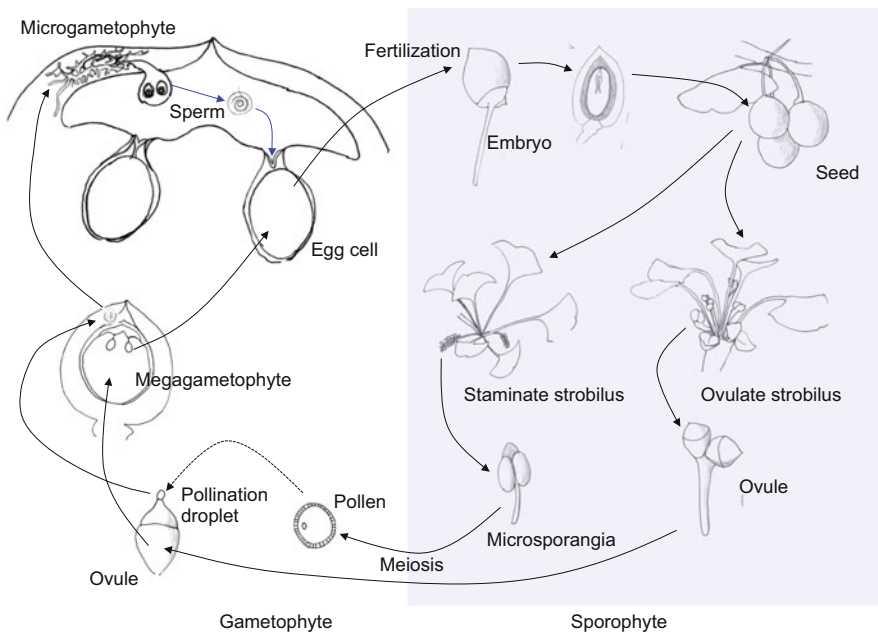 Microgametophyte
Fertilization
Sperm
Embryo
Seed
Egg cell
Megagametophyte
Staminate strobilus
Ovulate strobilus
Pollination
droplet
Pollen
Ovule
Microsporangia
Meiosis
Ovule
Gametophyte
Sporophyte